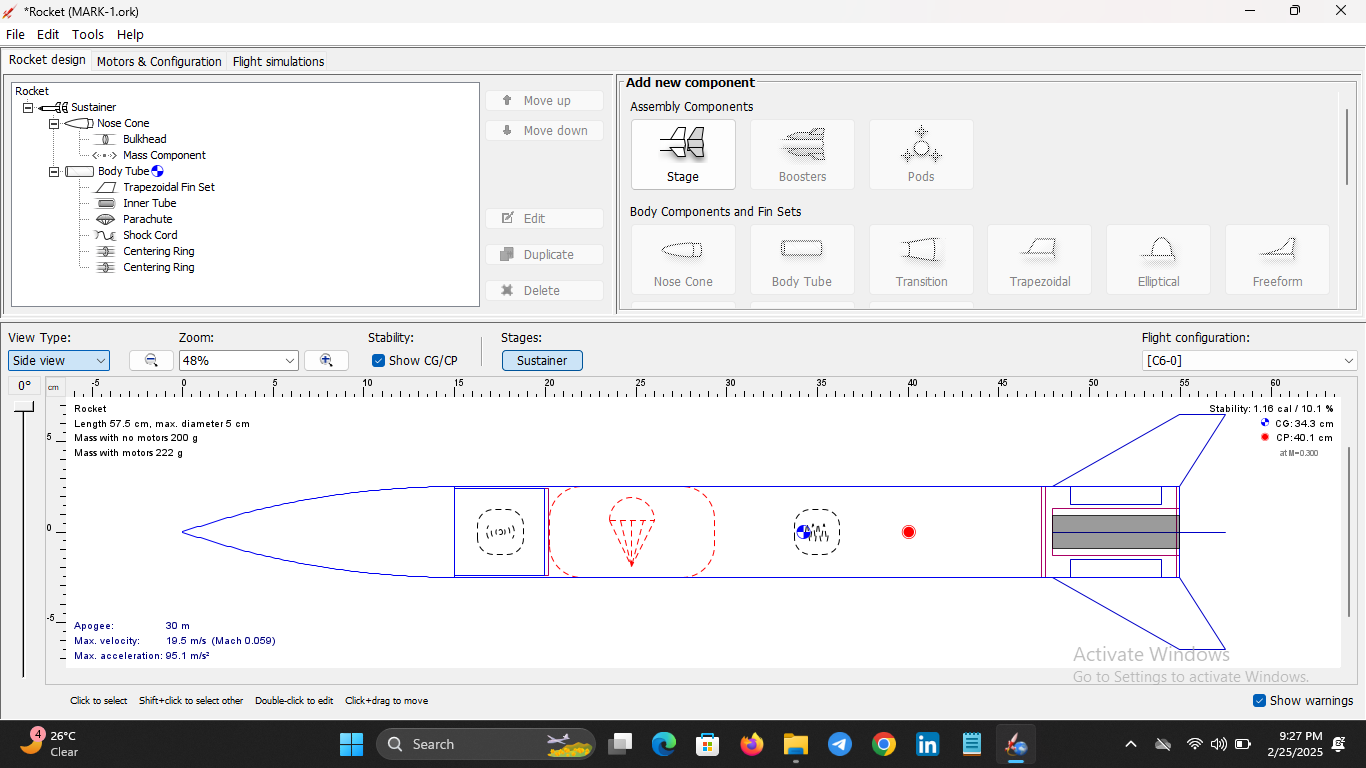 *Rocket (MARK-1.ork)
File Edit Tools Help
Rocket design Motors & Configuration Flight simulations
Rocket
Sustainer
Nose Cone
Bulkhead
Mass Component
Body Tube
Trapezoidal Fin Set
Inner Tube
Parachute
Shock Cord
Centering Ring
Centering Ring
Move up
Move down
Edit
Duplicate
Delete
Add new component
Assembly Components
Stage Boosters Pods
Body Components and Fin Sets
Nose Cone Body Tube Transition Trapezoidal Elliptical Freeform
View Type: Zoom: Stability: Stages: Flight configuration:
Side view 48% Show CG/CP Sustainer [C6-0]
0° cm -5 0 5 10 15 20 25 30 35 40 45 50 55 60
5
0
-5
Rocket
Length 57.5 cm, max. diameter 5 cm
Mass with no motors 200 g
Mass with motors 222 g
Stability: 1.16 cal / 10.1 %
CG: 34.3 cm
CP: 40.1 cm
at M=0.300
Apogee: 30 m
Max. velocity: 19.5 m/s (Mach 0.059)
Max. acceleration: 95.1 m/s²
Activate Windows
Go to Settings to activate Windows.
Click to select Shift+click to select other Double-click to edit Click+drag to move
Show warnings
4
26°C
Clear
Search
9:27 PM
2/25/2025